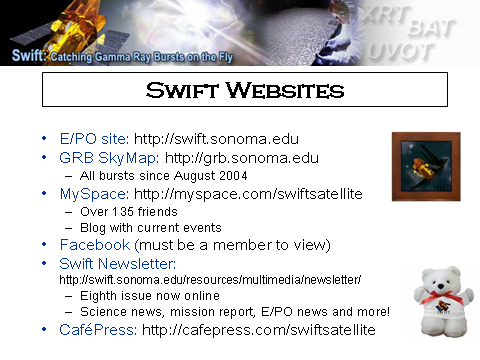 XRT
BAT
UVOT
Swift: Catching Gamma Ray Bursts on the Fly
Swift Websites
• E/PO site: http://swift.sonoma.edu
• GRB SkyMap: http://grb.sonoma.edu
– All bursts since August 2004
• MySpace: http://myspace.com/swiftsatellite
– Over 135 friends
– Blog with current events
• Facebook (must be a member to view)
• Swift Newsletter:
http://swift.sonoma.edu/resources/multimedia/newsletter/
– Eighth issue now online
– Science news, mission report, E/PO news and more!
• CaféPress: http://cafepress.com/swiftsatellite